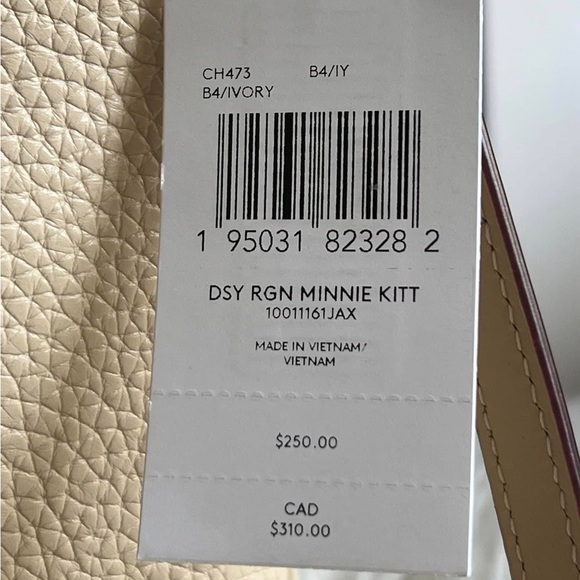 CH473 B4/IY
B4/IVORY
1 95031 82328 2
DSY RGN MINNIE KITT
10011161JAX
MADE IN VIETNAM/
VIETNAM
$250.00
CAD
$310.00